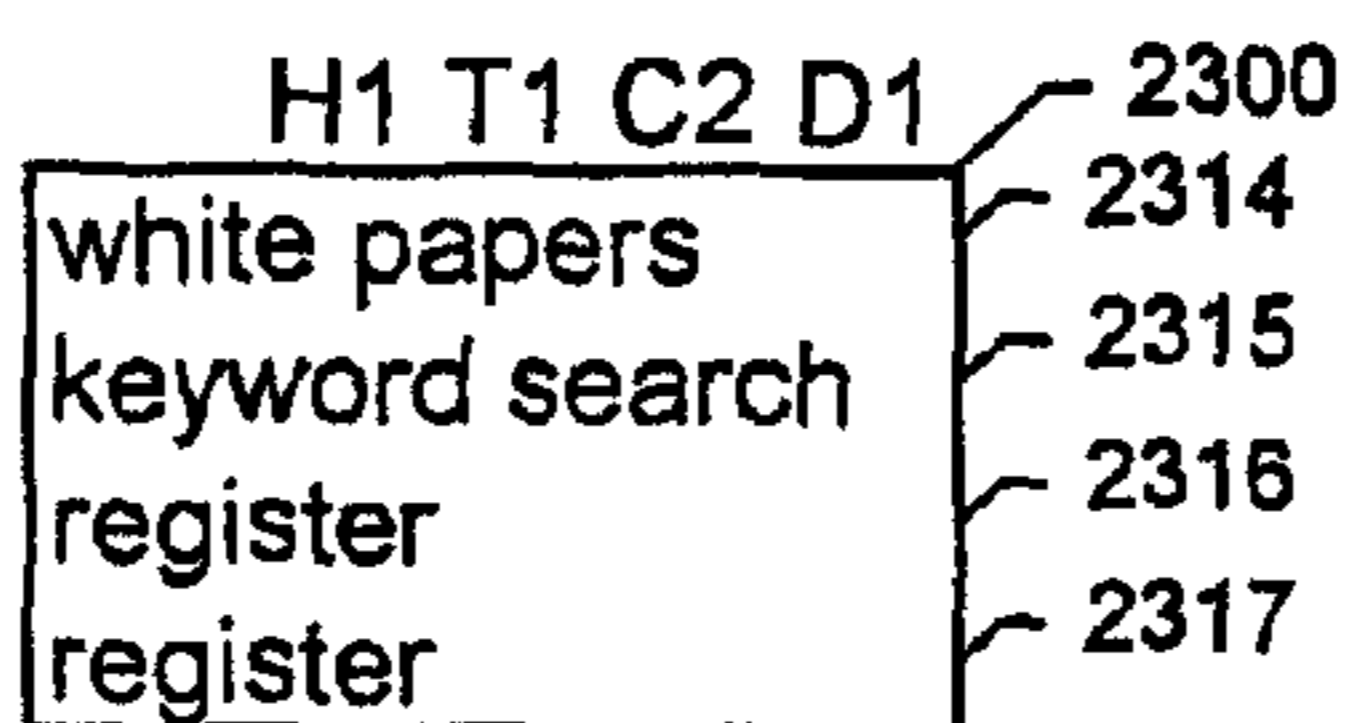 H1 T1 C2 D1 2300
white papers 2314
keyword search 2315
register 2316
register 2317